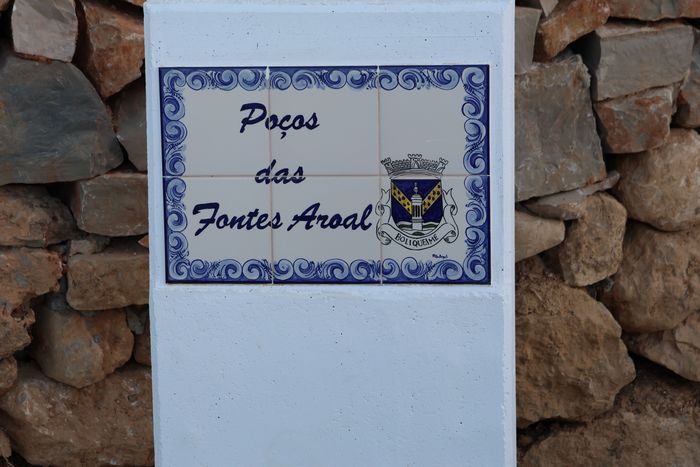 Poços
das
Fontes Aroal
BOLIQUEIME